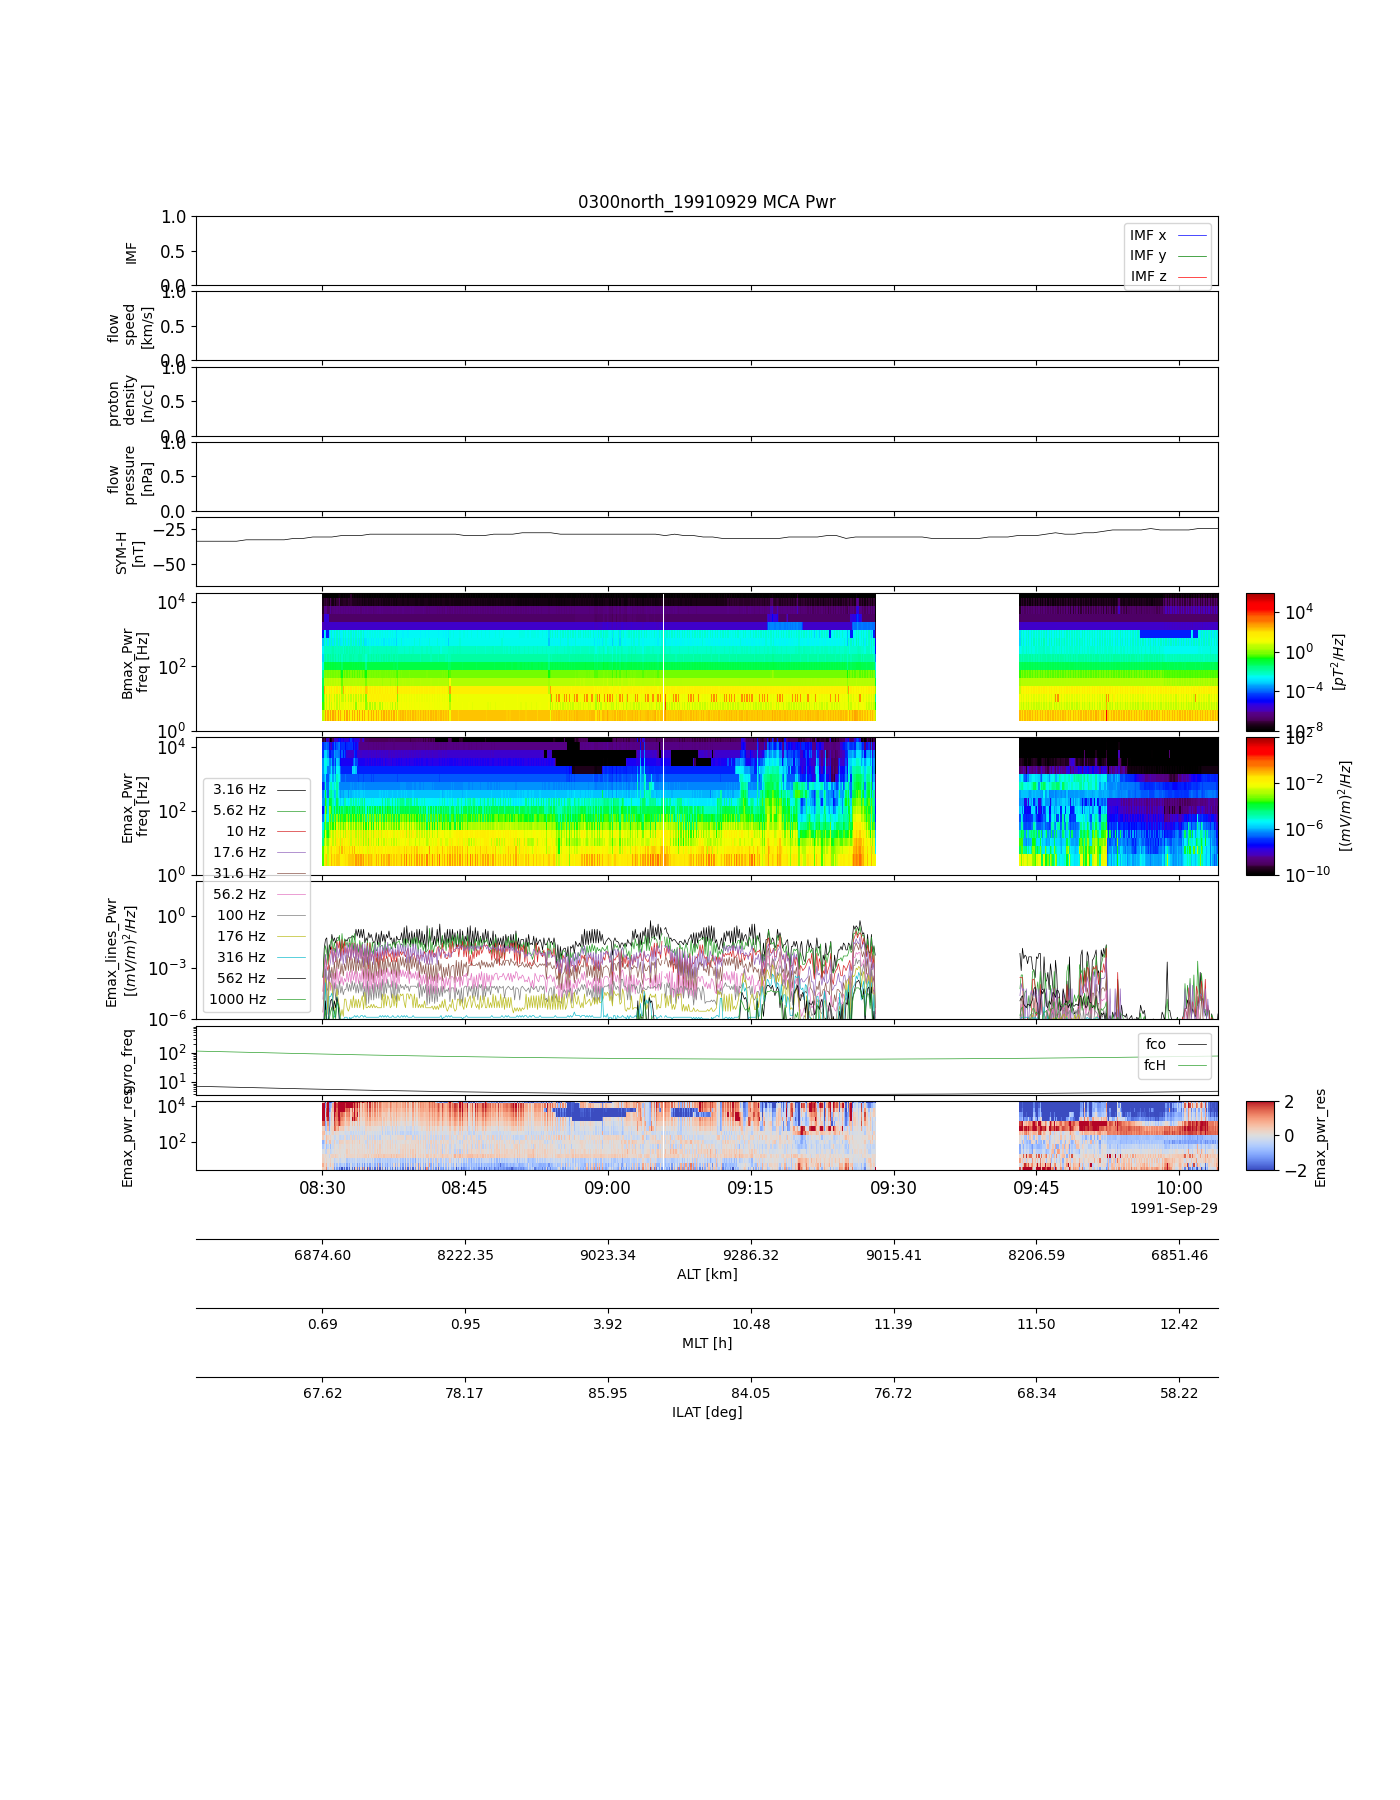 0300north_19910929 MCA Pwr
1.0
0.5
0.0
IMF
IMF x
IMF y
IMF z
1.0
0.5
0.0
flow
speed
[km/s]
1.0
0.5
0.0
proton
density
[n/cc]
1.0
0.5
0.0
flow
pressure
[nPa]
−25
−50
SYM-H
[nT]
10^4
10^2
10^0
Bmax_Pwr
freq [Hz]
10^4
10^0
10^−4
10^−8
[pT^2/Hz]
10^4
10^2
10^0
Emax_Pwr
freq [Hz]
10^2
10^−2
10^−6
10^−10
[(mV/m)^2/Hz]
3.16 Hz
5.62 Hz
10 Hz
17.6 Hz
31.6 Hz
56.2 Hz
100 Hz
176 Hz
316 Hz
562 Hz
1000 Hz
10^0
10^−3
10^−6
Emax_lines_Pwr
[(mV/m)^2/Hz]
10^2
10^1
gyro_freq
fco
fcH
10^4
10^2
Emax_pwr_res
2
0
−2
Emax_pwr_res
08:30 08:45 09:00 09:15 09:30 09:45 10:00
1991-Sep-29
6874.60 8222.35 9023.34 9286.32 9015.41 8206.59 6851.46
ALT [km]
0.69 0.95 3.92 10.48 11.39 11.50 12.42
MLT [h]
67.62 78.17 85.95 84.05 76.72 68.34 58.22
ILAT [deg]